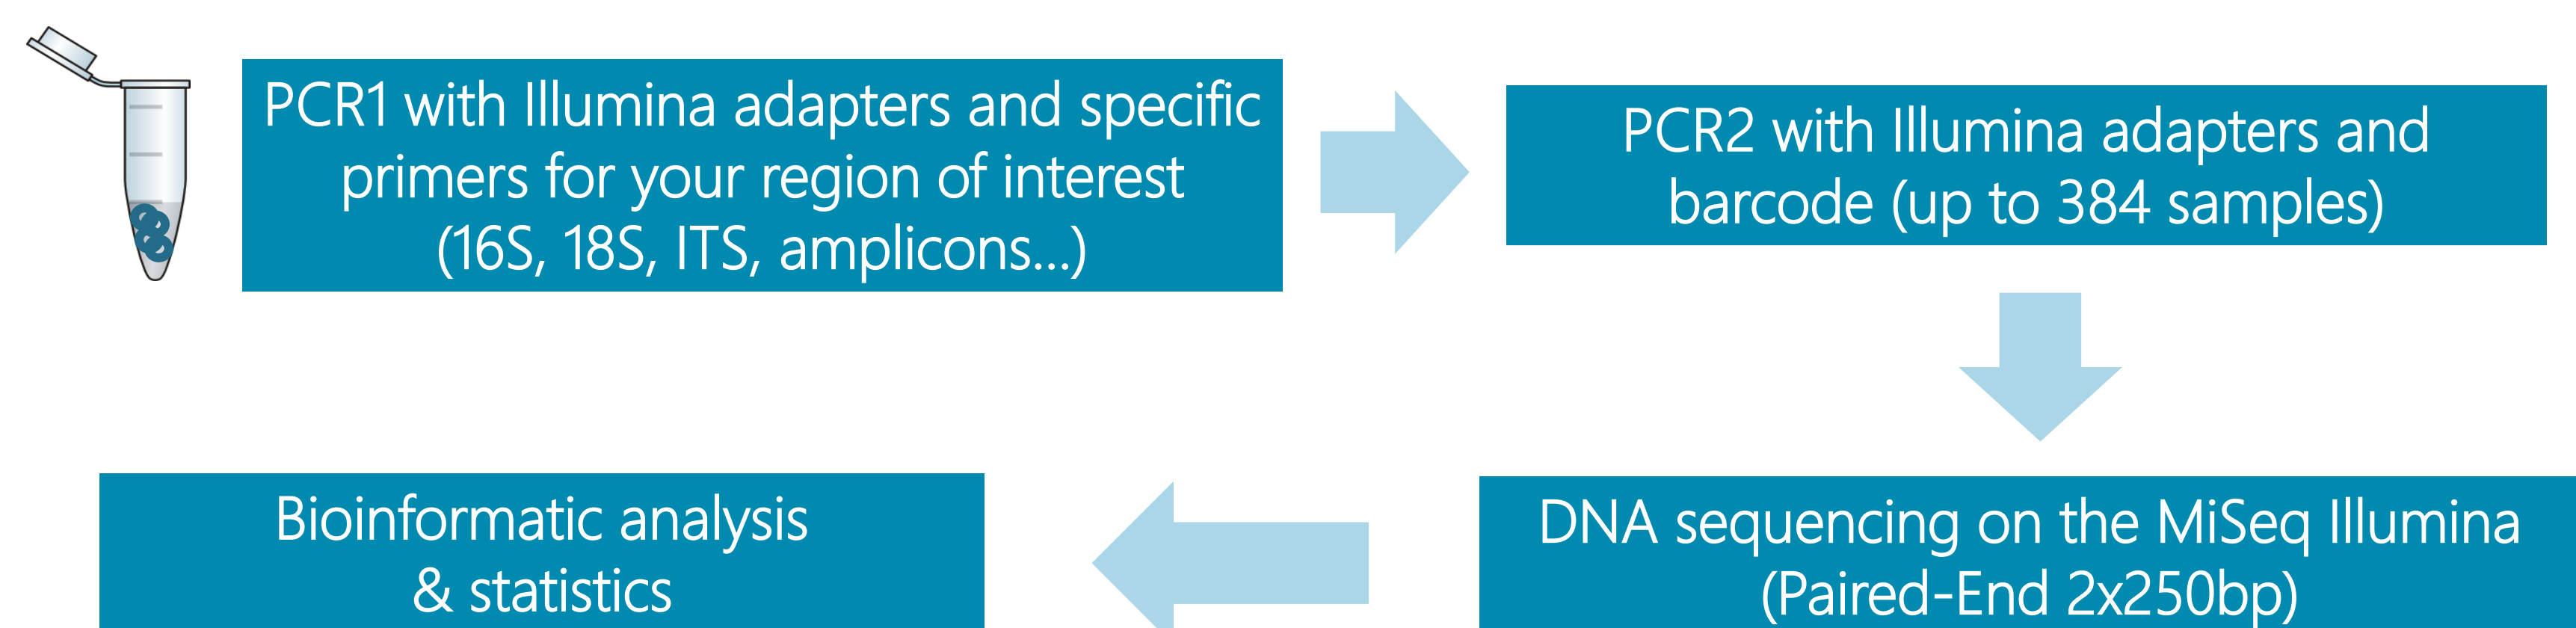 PCR1 with Illumina adapters and specific
primers for your region of interest
(16S, 18S, ITS, amplicons...)
PCR2 with Illumina adapters and
barcode (up to 384 samples)
DNA sequencing on the MiSeq Illumina
(Paired-End 2x250bp)
Bioinformatic analysis
& statistics